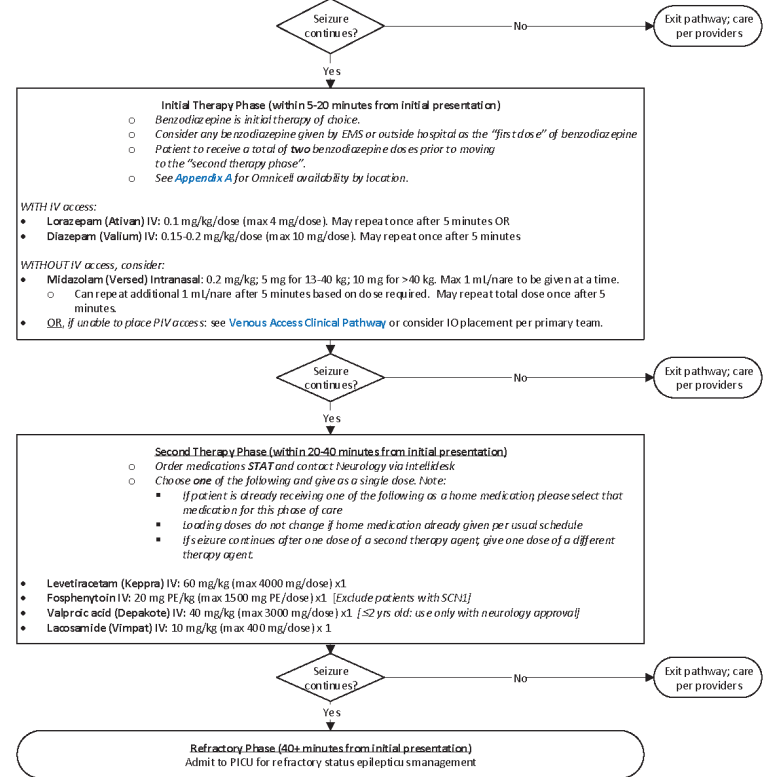 Seizure
continues?
No
Exit pathway; care
per providers
Yes
Initial Therapy Phase (within 5-20 minutes from initial presentation)
o Benzodiazepine is initial therapy of choice.
o Consider any benzodiazepine given by EMS or outside hospital as the “first dose” of benzodiazepine
o Patient to receive a total of two benzodiazepine doses prior to moving
to the “second therapy phase”.
o See Appendix A for Omnicell availability by location.
WITH IV access:
• Lorazepam (Ativan) IV: 0.1 mg/kg/dose (max 4 mg/dose). May repeat once after 5 minutes OR
• Diazepam (Valium) IV: 0.15-0.2 mg/kg/dose (max 10 mg/dose). May repeat once after 5 minutes
WITHOUT IV access, consider:
• Midazolam (Versed) Intranasal: 0.2 mg/kg; 5 mg for 13-40 kg; 10 mg for >40 kg. Max 1 mL/nare to be given at a time.
o Can repeat additional 1 mL/nare after 5 minutes based on dose required. May repeat total dose once after 5
minutes.
• OR, if unable to place PIV access: see Venous Access Clinical Pathway or consider IO placement per primary team.
Seizure
continues?
No
Exit pathway; care
per providers
Yes
Second Therapy Phase (within 20-40 minutes from initial presentation)
o Order medications STAT and contact Neurology via Intellidesk
o Choose one of the following and give as a single dose. Note:
▪ If patient is already receiving one of the following as a home medication, please select that
medication for this phase of care
▪ Loading doses do not change if home medication already given per usual schedule
▪ If seizure continues after one dose of a second therapy agent, give one dose of a different
therapy agent.
• Levetiracetam (Keppra) IV: 60 mg/kg (max 4000 mg/dose) x1
• Fosphenytoin IV: 20 mg PE/kg (max 1500 mg PE/dose) x1 [Exclude patients with SCN1]
• Valproic acid (Depakote) IV: 40 mg/kg (max 3000 mg/dose) x1 [≤2 yrs old: use only with neurology approval]
• Lacosamide (Vimpat) IV: 10 mg/kg (max 400 mg/dose) x 1
Seizure
continues?
No
Exit pathway; care
per providers
Yes
Refractory Phase (40+ minutes from initial presentation)
Admit to PICU for refractory status epilepticus management